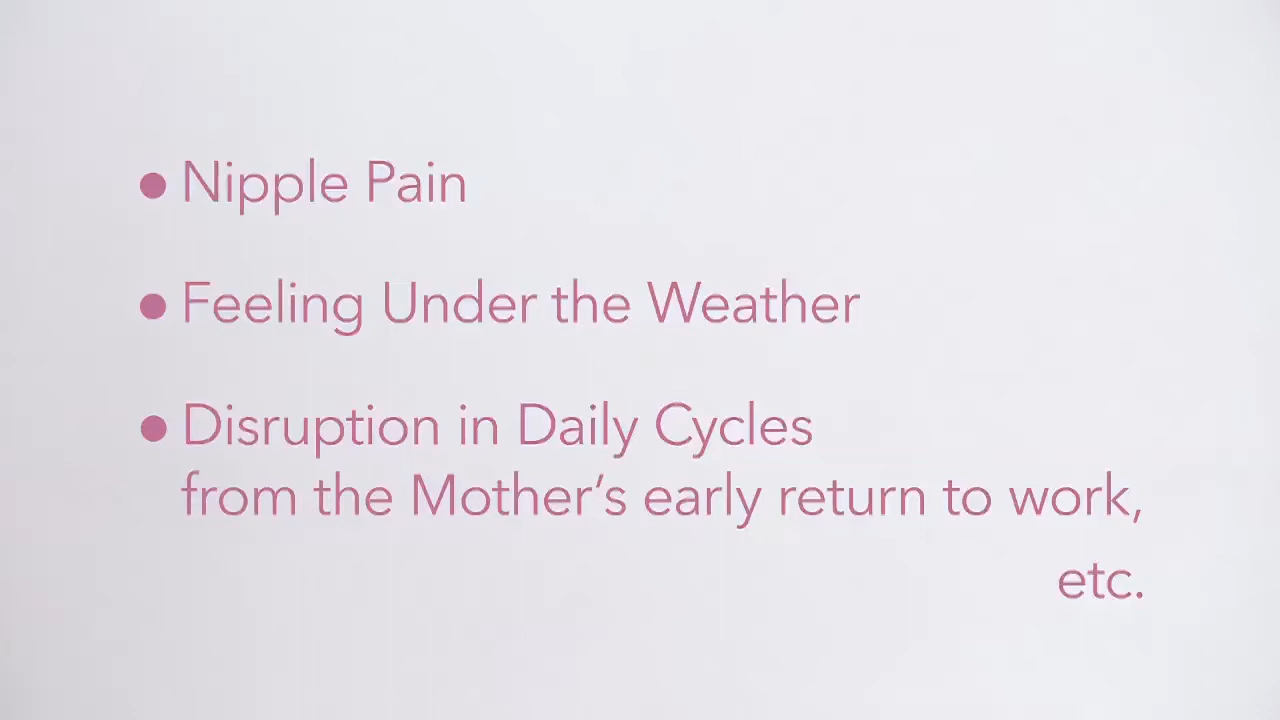 ● Nipple Pain
● Feeling Under the Weather
● Disruption in Daily Cycles
from the Mother’s early return to work,
etc.